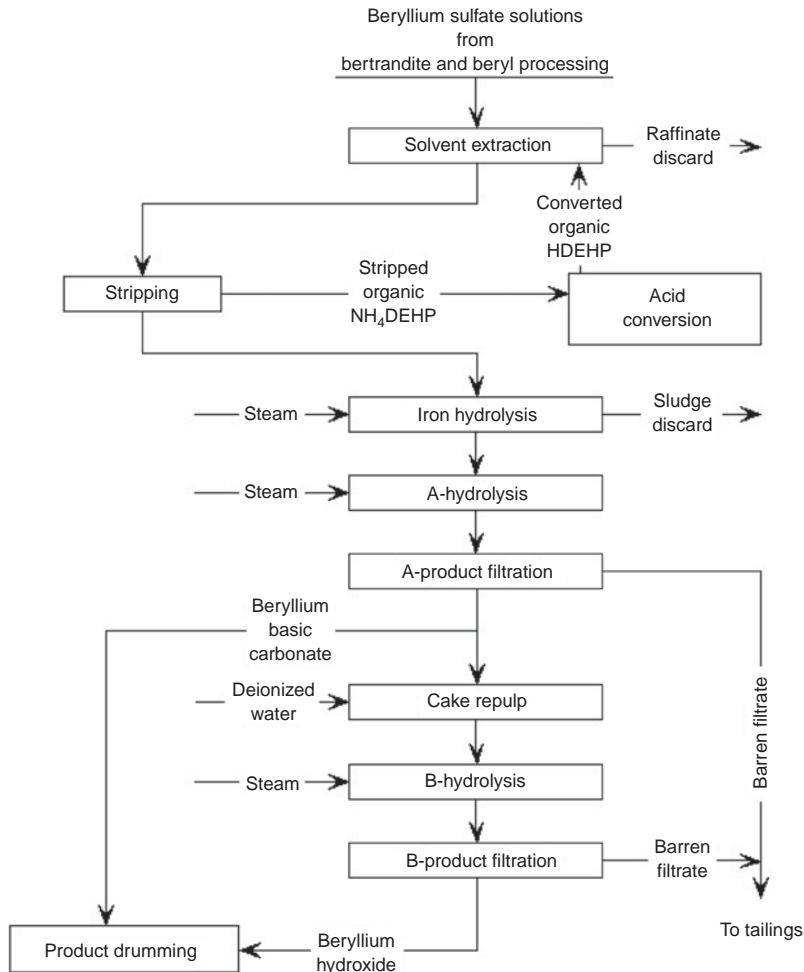 Beryllium sulfate solutions
from
bertrandite and beryl processing
Solvent extraction
Raffinate
discard
Converted
organic
HDEHP
Stripping
Stripped
organic
NH₄DEHP
Acid
conversion
Steam
Iron hydrolysis
Sludge
discard
Steam
A-hydrolysis
A-product filtration
Beryllium
basic
carbonate
Deionized
water
Cake repulp
Barren filtrate
Steam
B-hydrolysis
B-product filtration
Barren
filtrate
To tailings
Product drumming
Beryllium
hydroxide